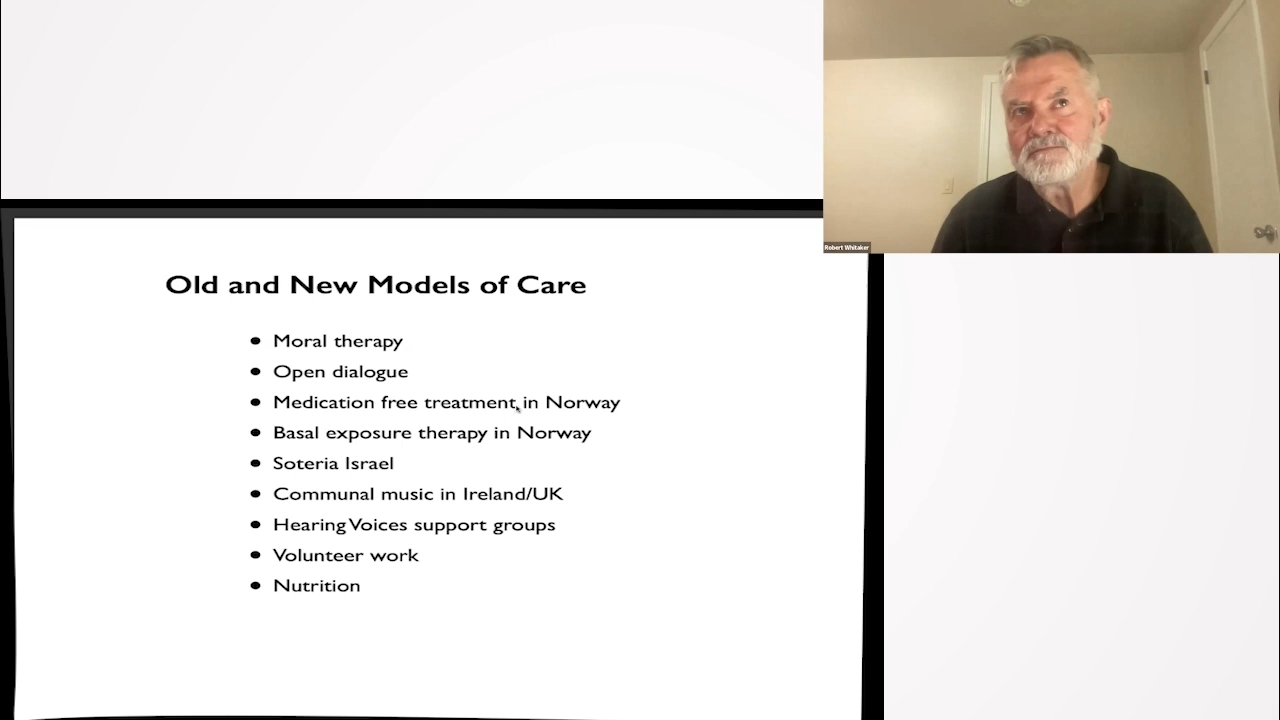 Robert Whitaker
Old and New Models of Care
• Moral therapy
• Open dialogue
• Medication free treatment in Norway
• Basal exposure therapy in Norway
• Soteria Israel
• Communal music in Ireland/UK
• Hearing Voices support groups
• Volunteer work
• Nutrition